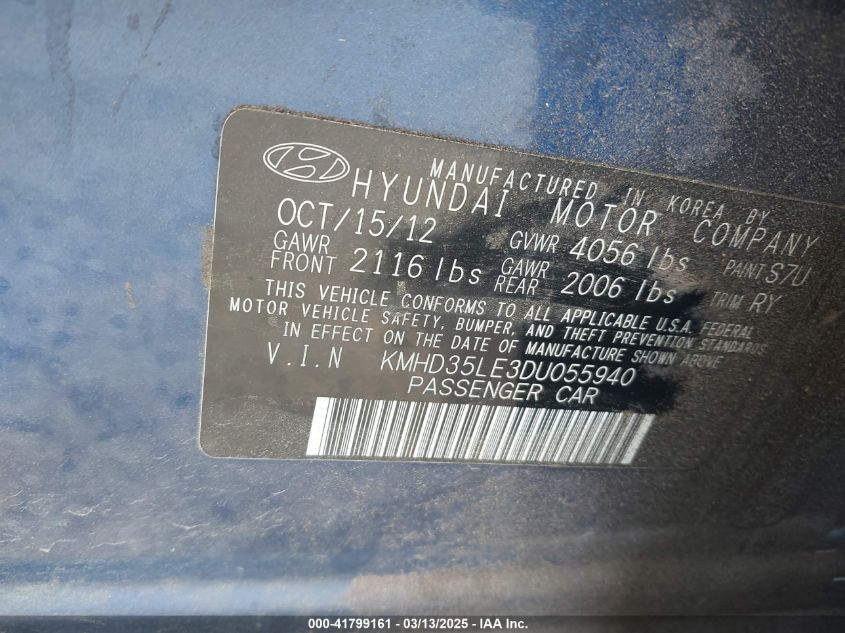 MANUFACTURED IN KOREA BY
HYUNDAI MOTOR COMPANY
OCT/15/12 GVWR 4056 lbs PAINT S7U
GAWR FRONT 2116 lbs GAWR REAR 2006 lbs TRIM RY
THIS VEHICLE CONFORMS TO ALL APPLICABLE U.S.A. FEDERAL
MOTOR VEHICLE SAFETY, BUMPER, AND THEFT PREVENTION STANDARDS
IN EFFECT ON THE DATE OF MANUFACTURE SHOWN ABOVE
V.I.N KMHD35LE3DU055940
PASSENGER CAR
000-41799161 - 03/13/2025 - IAA Inc.